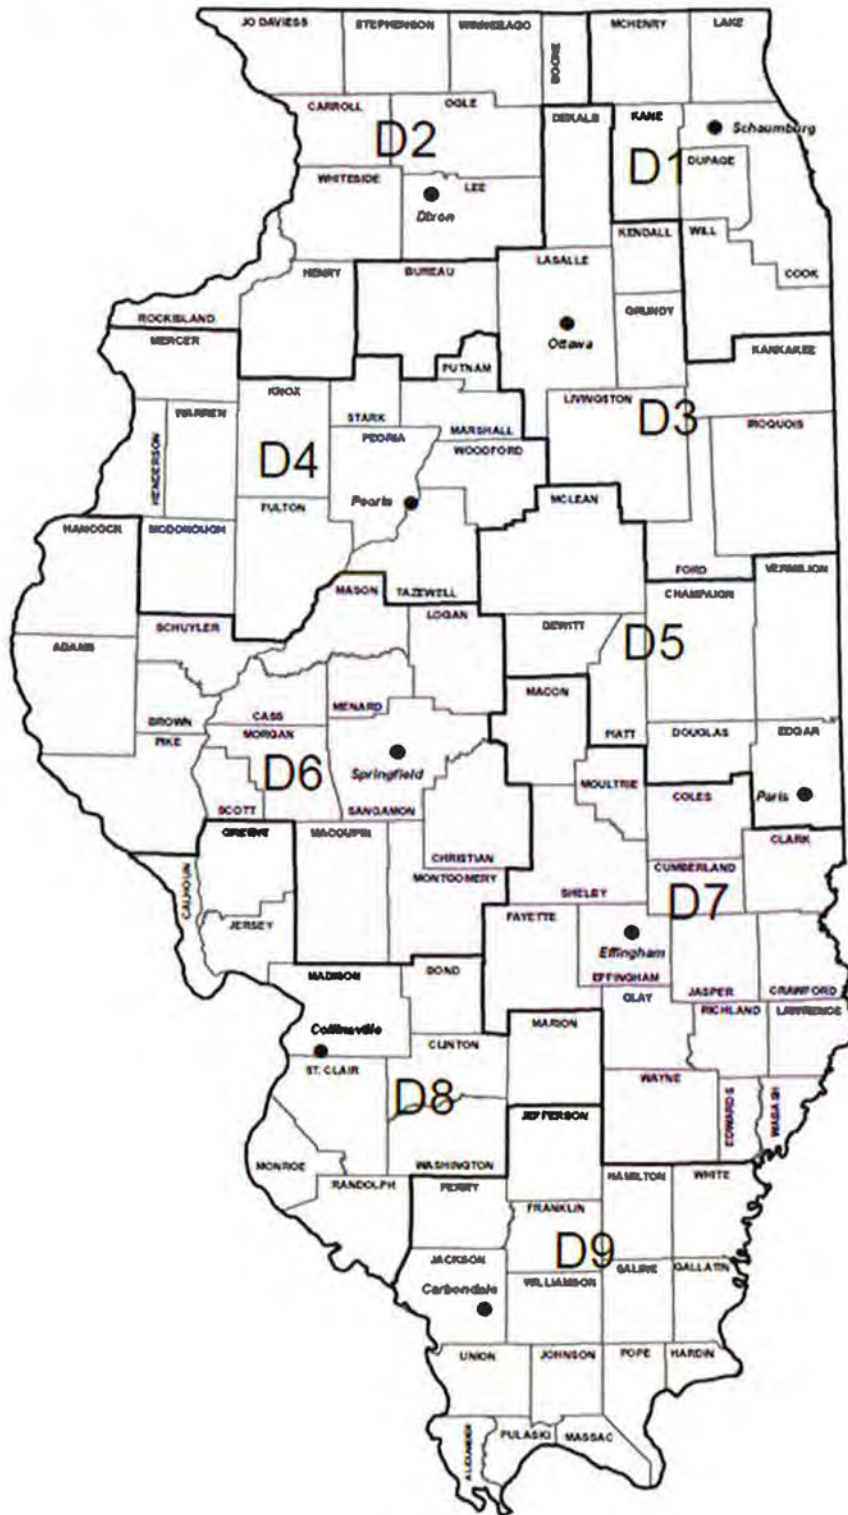 JO DAVIESS
STEPHENSON
WINNEBAGO
BOONE
MCHENRY
LAKE
CARROLL
OGLE
DEKALB
KANE
Schaumburg
D2
D1
DUPAGE
WHITESIDE
LEE
Dixon
KENDALL
WILL
HENRY
BUREAU
LASALLE
COOK
ROCK ISLAND
GRUNDY
MERCER
Ottawa
PUTNAM
KANKAKEE
KNOX
STARK
LIVINGSTON
WARREN
MARSHALL
D3
IROQUOIS
PEORIA
WOODFORD
HENDERSON
D4
MCLEAN
Peoria
FULTON
HANCOCK
MCDONOUGH
FORD
VERMILION
MASON
TAZEWELL
CHAMPAIGN
LOGAN
SCHUYLER
DEWITT
D5
ADAMS
MENARD
MACON
CASS
BROWN
PIKE
MORGAN
PIATT
DOUGLAS
EDGAR
Springfield
D6
MOULTRIE
Paris
COLES
SCOTT
SANGAMON
GREENE
MACOUPIN
CLARK
CHRISTIAN
CUMBERLAND
CALHOUN
MONTGOMERY
SHELBY
D7
FAYETTE
JERSEY
Effingham
MADISON
BOND
EFFINGHAM
JASPER
CRAWFORD
CLAY
RICHLAND
LAWRENCE
MARION
Collinsville
CLINTON
ST. CLAIR
WAYNE
D8
EDWARDS
WABASH
JEFFERSON
MONROE
WASHINGTON
RANDOLPH
PERRY
HAMILTON
WHITE
FRANKLIN
D9
JACKSON
SALINE
GALLATIN
Carbondale
WILLIAMSON
UNION
JOHNSON
POPE
HARDIN
ALEXANDER
PULASKI
MASSAC